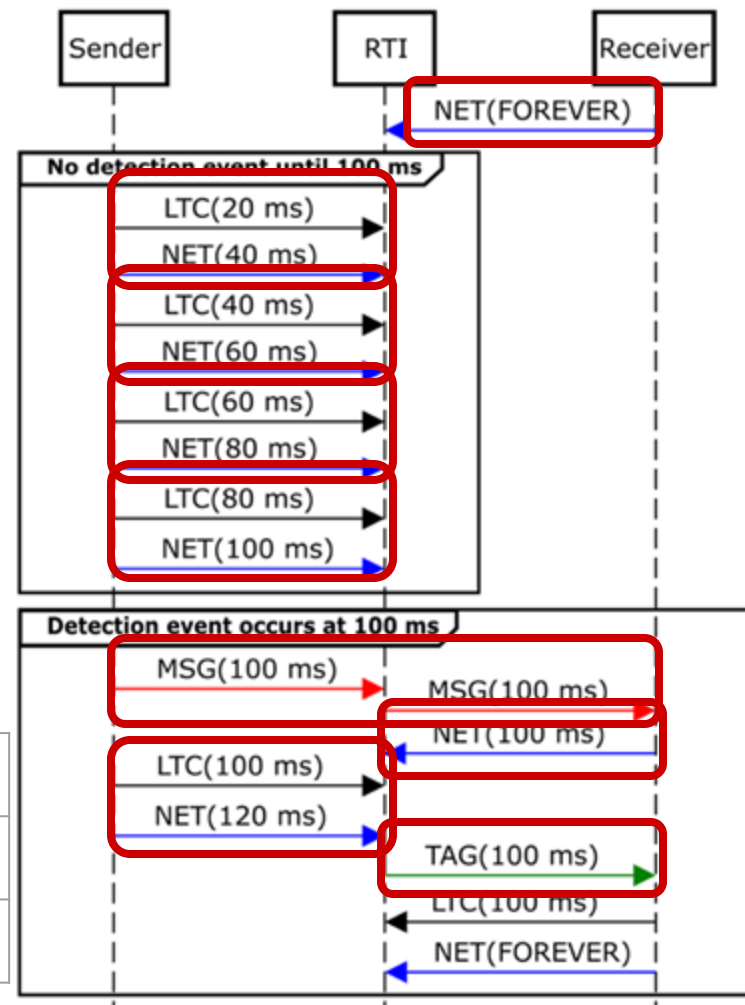 Sender RTI Receiver
NET(FOREVER)
No detection event until 100 ms
LTC(20 ms)
NET(40 ms)
LTC(40 ms)
NET(60 ms)
LTC(60 ms)
NET(80 ms)
LTC(80 ms)
NET(100 ms)
Detection event occurs at 100 ms
MSG(100 ms)
MSG(100 ms)
NET(100 ms)
LTC(100 ms)
NET(120 ms)
TAG(100 ms)
LTC(100 ms)
NET(FOREVER)